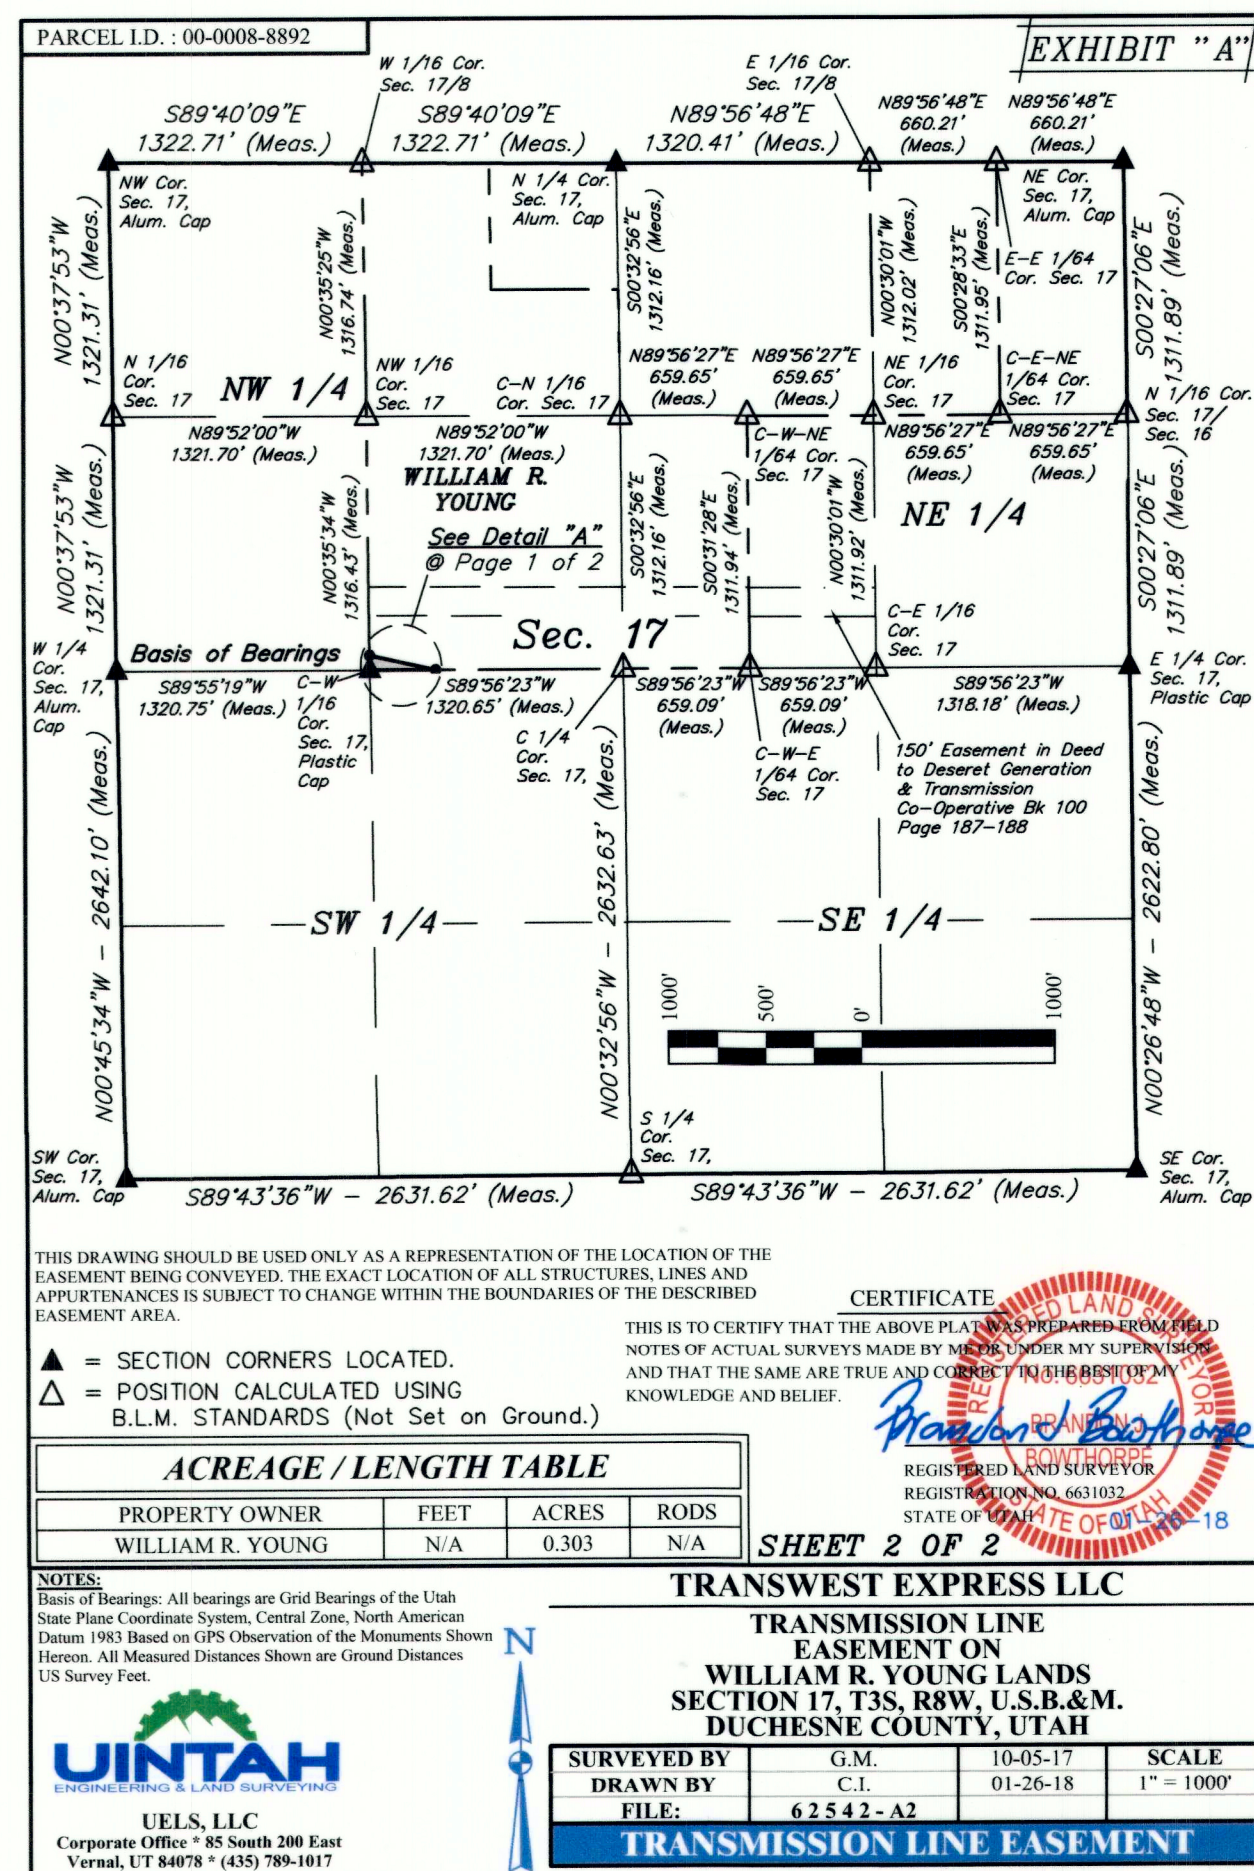 PARCEL I.D. : 00-0008-8892
EXHIBIT "A"
W 1/16 Cor.
Sec. 17/8
E 1/16 Cor.
Sec. 17/8
S89°40'09"E
1322.71' (Meas.)
S89°40'09"E
1322.71' (Meas.)
N89°56'48"E
1320.41' (Meas.)
N89°56'48"E
660.21'
(Meas.)
N89°56'48"E
660.21'
(Meas.)
NW Cor.
Sec. 17,
Alum. Cap
N 1/4 Cor.
Sec. 17,
Alum. Cap
NE Cor.
Sec. 17,
Alum. Cap
E-E 1/64
Cor. Sec. 17
N00°37'53"W
1321.31' (Meas.)
N00°35'25"W
1316.74' (Meas.)
S00°32'56"E
1312.16' (Meas.)
N00°30'01"W
1312.02' (Meas.)
S00°28'33"E
1311.95' (Meas.)
S00°27'06"E
1311.89' (Meas.)
N 1/16
Cor.
Sec. 17
NW 1/4
NW 1/16
Cor.
Sec. 17
C-N 1/16
Cor. Sec. 17
N89°56'27"E
659.65'
(Meas.)
N89°56'27"E
659.65'
(Meas.)
NE 1/16
Cor.
Sec. 17
C-E-NE
1/64 Cor.
Sec. 17
N 1/16 Cor.
Sec. 17/
Sec. 16
N89°52'00"W
1321.70' (Meas.)
N89°52'00"W
1321.70' (Meas.)
C-W-NE
1/64 Cor.
Sec. 17
N89°56'27"E
659.65'
(Meas.)
N89°56'27"E
659.65'
(Meas.)
WILLIAM R.
YOUNG
See Detail "A"
@ Page 1 of 2
NE 1/4
N00°37'53"W
1321.31' (Meas.)
N00°35'34"W
1316.43' (Meas.)
S00°32'56"E
1312.16' (Meas.)
S00°31'28"E
1311.94' (Meas.)
N00°30'01"W
1311.92' (Meas.)
S00°27'06"E
1311.89' (Meas.)
Sec. 17
C-E 1/16
Cor.
Sec. 17
W 1/4
Cor.
Sec. 17,
Alum.
Cap
Basis of Bearings
S89°55'19"W
1320.75' (Meas.)
C-W
1/16
Cor.
Sec. 17,
Plastic
Cap
S89°56'23"W
1320.65' (Meas.)
C 1/4
Cor.
Sec. 17,
S89°56'23"W
659.09'
(Meas.)
S89°56'23"W
659.09'
(Meas.)
C-W-E
1/64 Cor.
Sec. 17
S89°56'23"W
1318.18' (Meas.)
E 1/4 Cor.
Sec. 17,
Plastic Cap
150' Easement in Deed
to Deseret Generation
& Transmission
Co-Operative Bk 100
Page 187-188
N00°45'34"W - 2642.10' (Meas.)
N00°32'56"W - 2632.63' (Meas.)
N00°26'48"W - 2622.80' (Meas.)
SW 1/4
SE 1/4
1000'
500'
0'
1000'
S 1/4
Cor.
Sec. 17,
SW Cor.
Sec. 17,
Alum. Cap
SE Cor.
Sec. 17,
Alum. Cap
S89°43'36"W - 2631.62' (Meas.)
S89°43'36"W - 2631.62' (Meas.)
THIS DRAWING SHOULD BE USED ONLY AS A REPRESENTATION OF THE LOCATION OF THE
EASEMENT BEING CONVEYED. THE EXACT LOCATION OF ALL STRUCTURES, LINES AND
APPURTENANCES IS SUBJECT TO CHANGE WITHIN THE BOUNDARIES OF THE DESCRIBED
EASEMENT AREA.
▲ = SECTION CORNERS LOCATED.
△ = POSITION CALCULATED USING
B.L.M. STANDARDS (Not Set on Ground.)
CERTIFICATE
THIS IS TO CERTIFY THAT THE ABOVE PLAT WAS PREPARED FROM FIELD
NOTES OF ACTUAL SURVEYS MADE BY ME OR UNDER MY SUPERVISION
AND THAT THE SAME ARE TRUE AND CORRECT TO THE BEST OF MY
KNOWLEDGE AND BELIEF.
REGISTERED LAND SURVEYOR
No. 6631032
BRANDON J.
BOWTHORPE
STATE OF UTAH
Brandon J Bowthorpe
REGISTERED LAND SURVEYOR
REGISTRATION NO. 6631032
STATE OF UTAH
01-26-18
ACREAGE / LENGTH TABLE
PROPERTY OWNER FEET ACRES RODS
WILLIAM R. YOUNG N/A 0.303 N/A
SHEET 2 OF 2
NOTES:
Basis of Bearings: All bearings are Grid Bearings of the Utah
State Plane Coordinate System, Central Zone, North American
Datum 1983 Based on GPS Observation of the Monuments Shown
Hereon. All Measured Distances Shown are Ground Distances
US Survey Feet.
N
UINTAH
ENGINEERING & LAND SURVEYING
UELS, LLC
Corporate Office * 85 South 200 East
Vernal, UT 84078 * (435) 789-1017
TRANSWEST EXPRESS LLC
TRANSMISSION LINE
EASEMENT ON
WILLIAM R. YOUNG LANDS
SECTION 17, T3S, R8W, U.S.B.&M.
DUCHESNE COUNTY, UTAH
SURVEYED BY G.M. 10-05-17 SCALE
DRAWN BY C.I. 01-26-18 1" = 1000'
FILE: 62542-A2
TRANSMISSION LINE EASEMENT